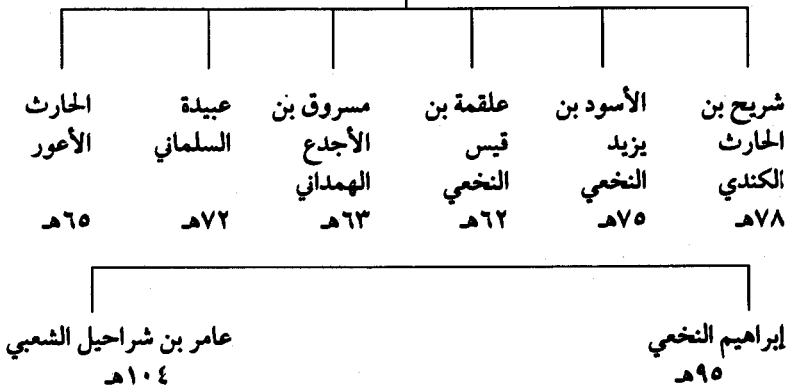 شريح بن الحارث الكندي ٧٨هـ
الأسود بن يزيد النخعي ٧٥هـ
علقمة بن قيس النخعي ٦٢هـ
مسروق بن الأجدع الهمداني ٦٣هـ
عبيدة السلماني ٧٢هـ
الحارث الأعور ٦٥هـ
إبراهيم النخعي
٩٥هـ
عامر بن شراحيل الشعبي
١٠٤هـ